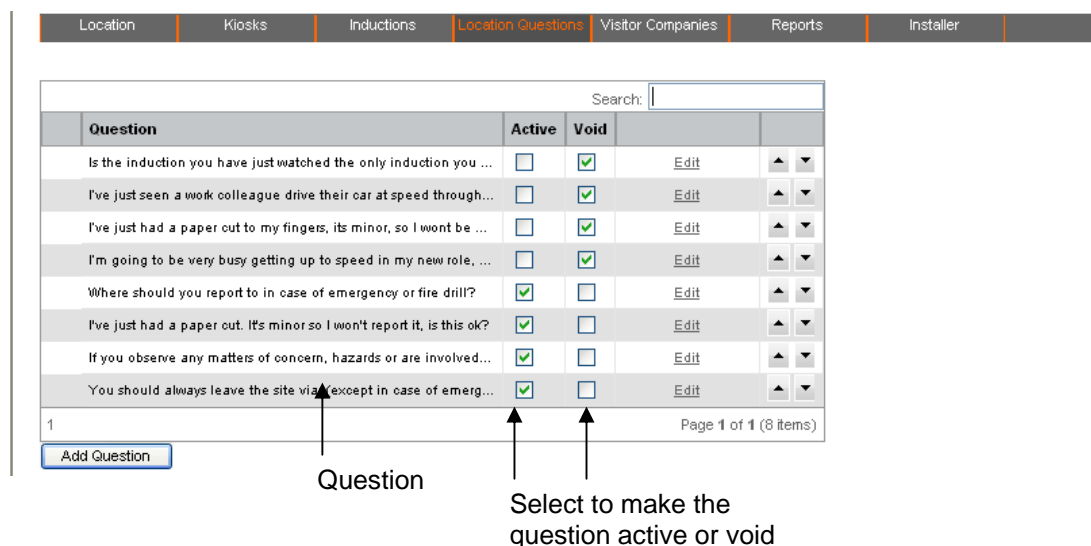 Location Kiosks Inductions Location Questions Visitor Companies Reports Installer
Search:
Question Active Void
Is the induction you have just watched the only induction you ... Edit
I've just seen a work colleague drive their car at speed through... Edit
I've just had a paper cut to my fingers, its minor, so I wont be ... Edit
I'm going to be very busy getting up to speed in my new role, ... Edit
Where should you report to in case of emergency or fire drill? Edit
I've just had a paper cut. It's minor so I won't report it, is this ok? Edit
If you observe any matters of concern, hazards or are involved... Edit
You should always leave the site via (except in case of emerg... Edit
1 Page 1 of 1 (8 items)
Add Question
Question
Select to make the
question active or void